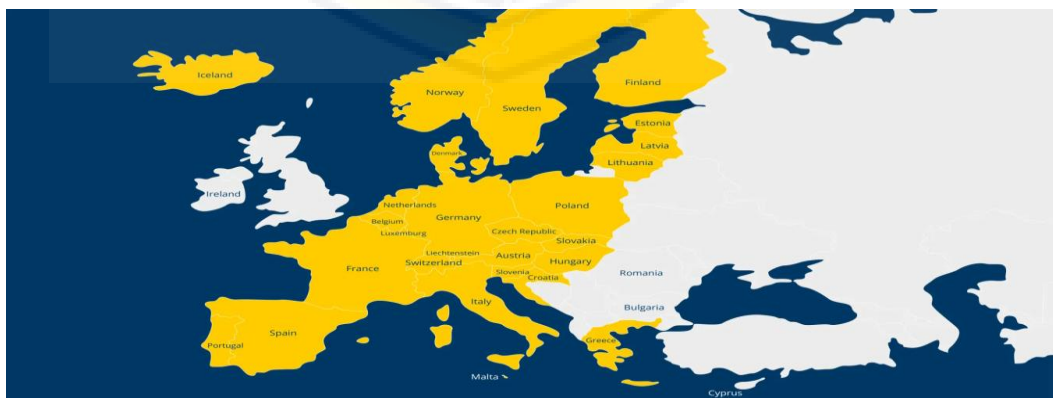 Iceland
Finland
Norway
Sweden
Estonia
Latvia
Denmark
Lithuania
Ireland
Netherlands
Poland
Germany
Belgium
Luxemburg
Czech Republic
Slovakia
Liechtenstein
Austria
Switzerland
Hungary
France
Slovenia
Croatia
Romania
Italy
Bulgaria
Spain
Portugal
Greece
Malta
Cyprus